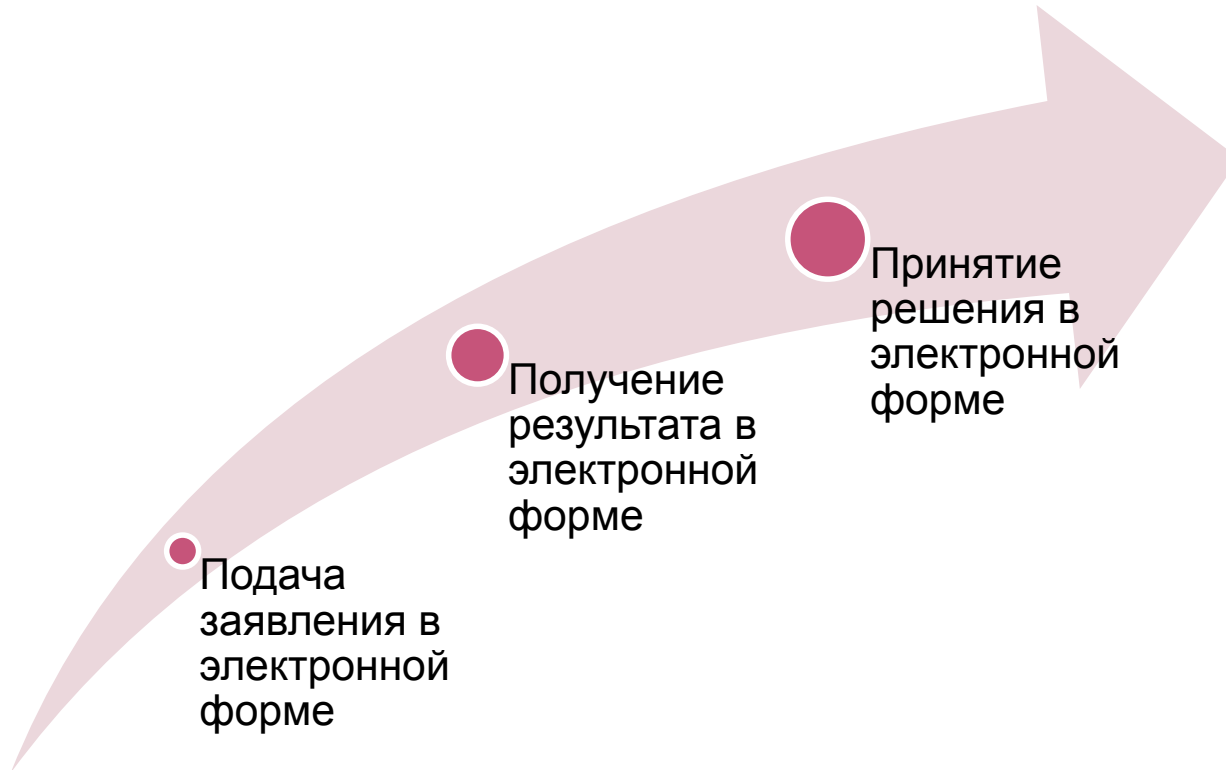 Подача
заявления в
электронной
форме
Получение
результата в
электронной
форме
Принятие
решения в
электронной
форме